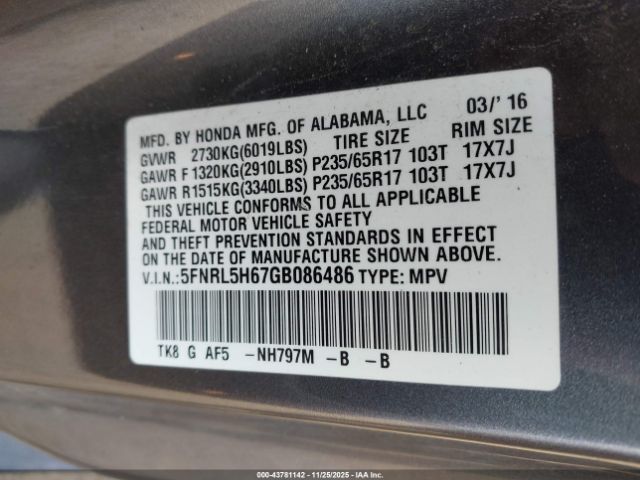 MFD. BY HONDA MFG. OF ALABAMA, LLC 03/' 16
GVWR 2730KG(6019LBS) TIRE SIZE RIM SIZE
GAWR F 1320KG(2910LBS) P235/65R17 103T 17X7J
GAWR R1515KG(3340LBS) P235/65R17 103T 17X7J
THIS VEHICLE CONFORMS TO ALL APPLICABLE
FEDERAL MOTOR VEHICLE SAFETY
AND THEFT PREVENTION STANDARDS IN EFFECT
ON THE DATE OF MANUFACTURE SHOWN ABOVE.
V.I.N.:5FNRL5H67GB086486 TYPE: MPV
TK8 G AF5 -NH797M -B -B
00-43781142 - 11/25/2025 - IAAI.com